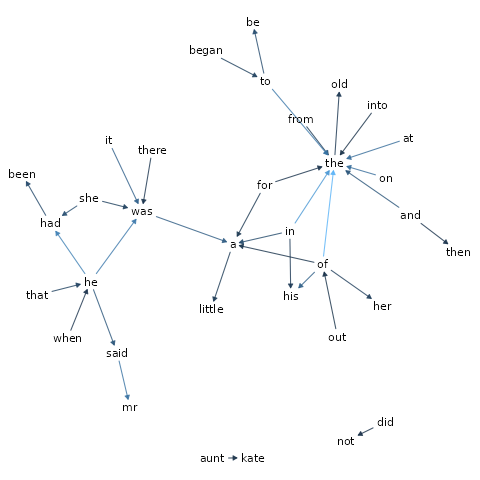 be
began
to
old
into
from
it
there
the
at
been
on
for
she
was
had
and
in
a
then
of
he
that
his
her
little
when
out
said
mr
did
not
aunt kate